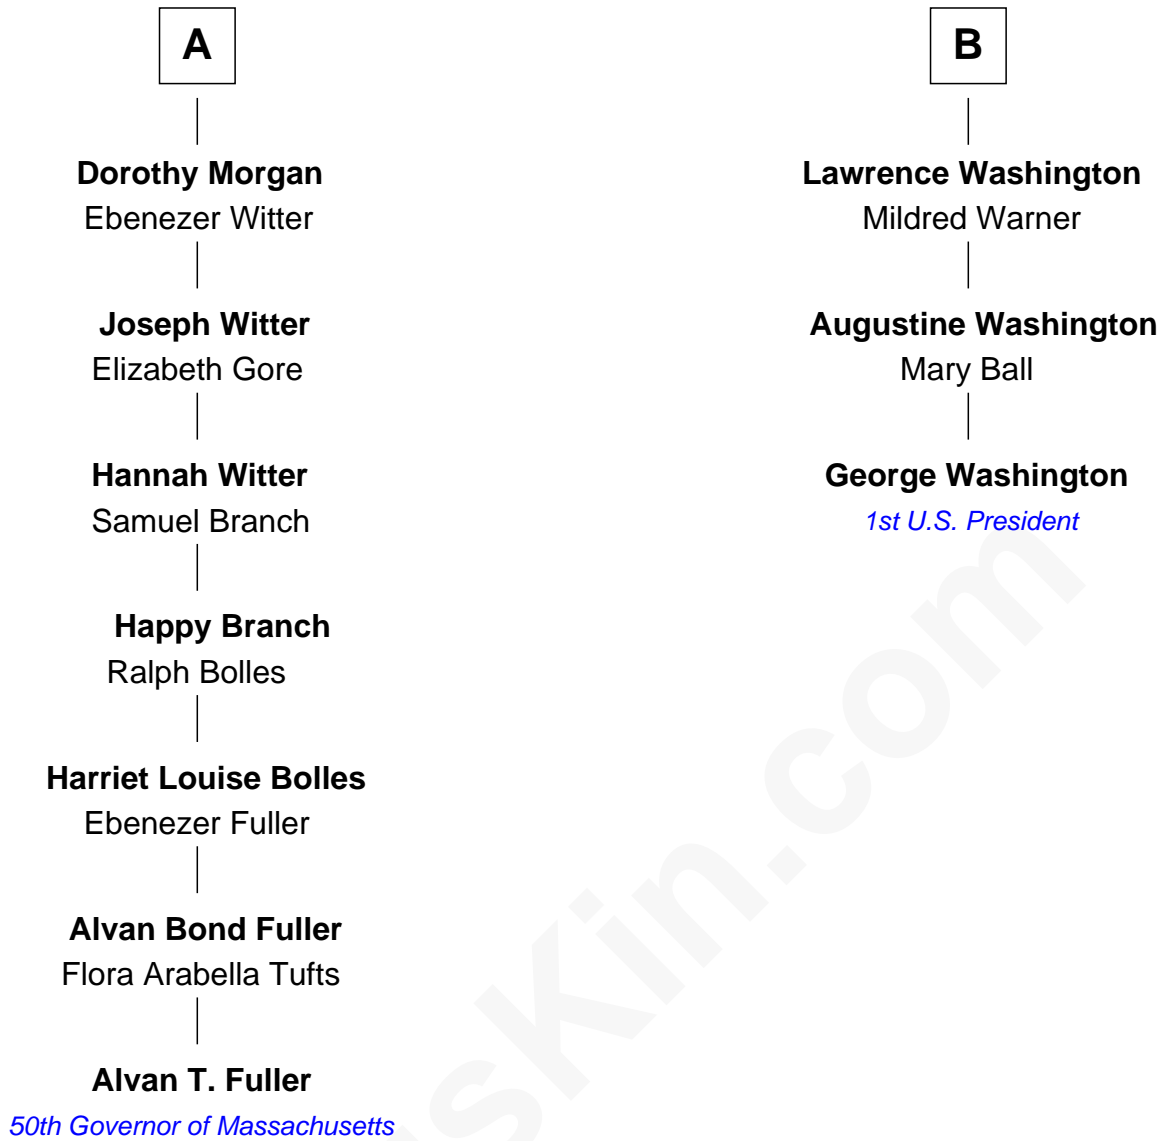 A
Dorothy Morgan
Ebenezer Witter
Joseph Witter
Elizabeth Gore
Hannah Witter
Samuel Branch
Happy Branch
Ralph Bolles
Harriet Louise Bolles
Ebenezer Fuller
Alvan Bond Fuller
Flora Arabella Tufts
Alvan T. Fuller
50th Governor of Massachusetts
B
Lawrence Washington
Mildred Warner
Augustine Washington
Mary Ball
George Washington
1st U.S. President